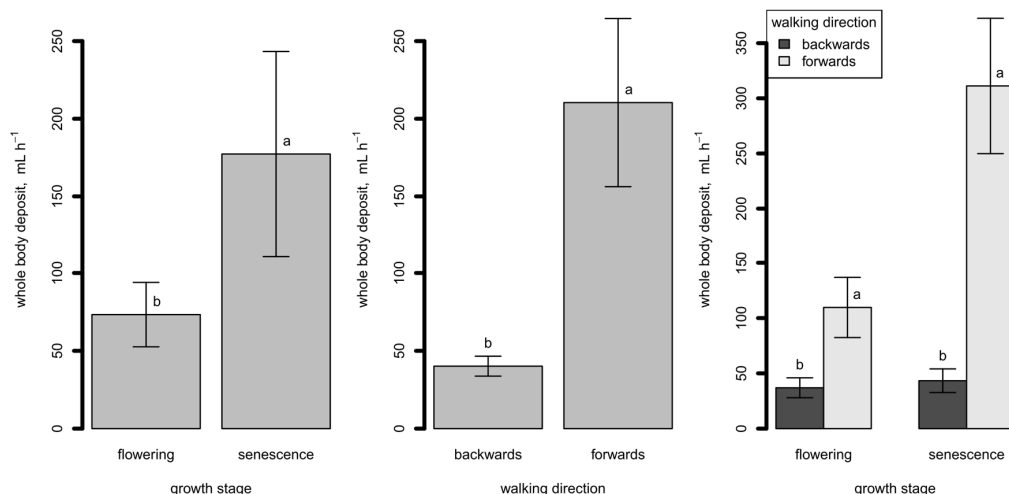 whole body deposit, mL h⁻¹
0
50
100
150
200
250
b
a
flowering
senescence
growth stage
whole body deposit, mL h⁻¹
0
50
100
150
200
250
b
a
backwards
forwards
walking direction
whole body deposit, mL h⁻¹
0
50
100
150
200
250
300
350
walking direction
backwards
forwards
b
a
b
a
flowering
senescence
growth stage